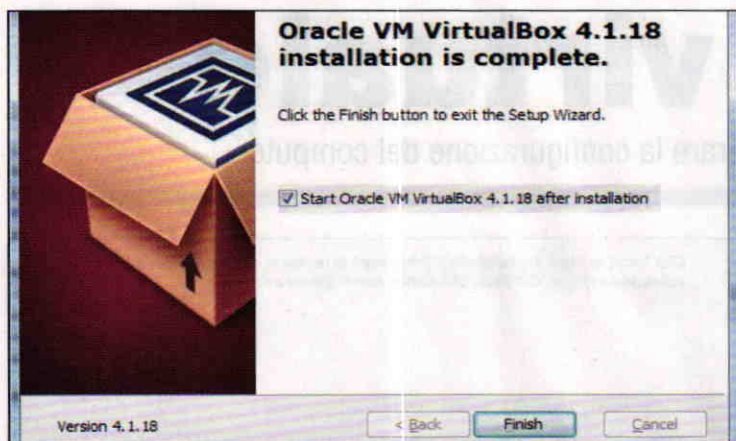 Oracle VM VirtualBox 4.1.18
installation is complete.
Click the Finish button to exit the Setup Wizard.
Start Oracle VM VirtualBox 4.1.18 after installation
Version 4.1.18
< Back
Finish
Cancel